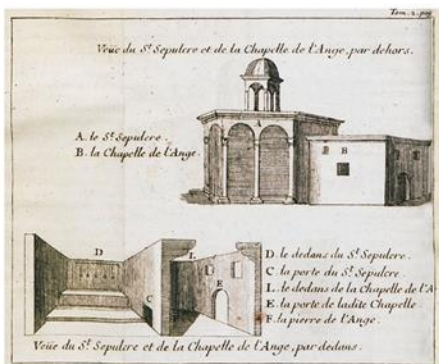 Tom. 2. pag
Veüe du St. Sepulcre et de la Chapelle de l'Ange, par dehors.
A. le St. Sepulcre.
B. la Chapelle de l'Ange.
A
B
D
L
E
C
D. le dedans du St. Sepulcre.
C. la porte du St. Sepulcre.
L. le dedans de la Chapelle de l'A
E. la porte de ladite Chapelle
F. la pierre de l'Ange.
Veüe du St. Sepulcre et de la Chapelle de l'Ange, par dedans.